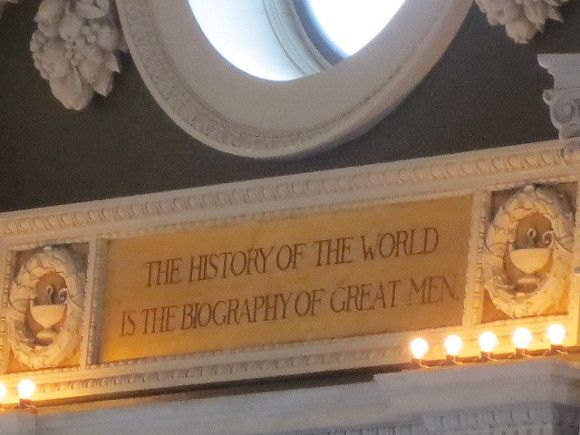 THE HISTORY OF THE WORLD
IS THE BIOGRAPHY OF GREAT MEN.